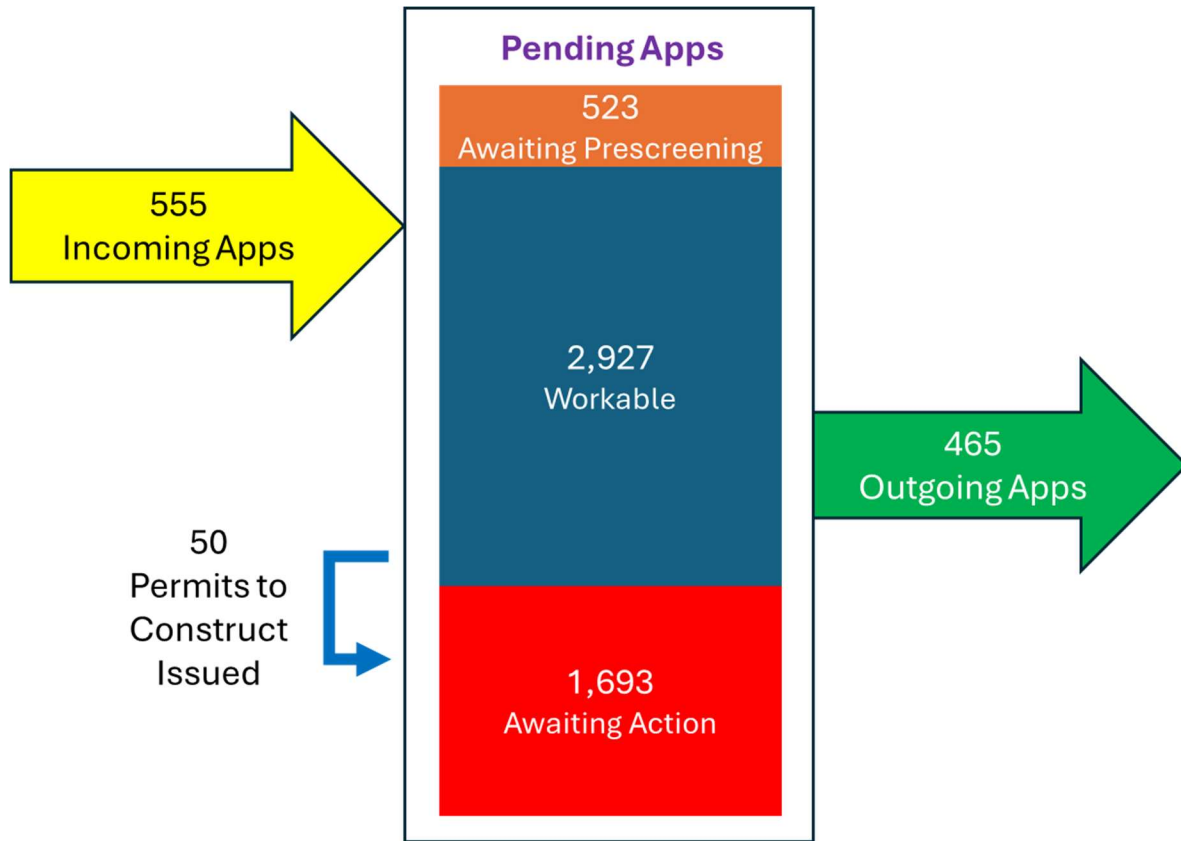 Pending Apps
523
Awaiting Prescreening
555
Incoming Apps
2,927
Workable
465
Outgoing Apps
50
Permits to
Construct
Issued
1,693
Awaiting Action